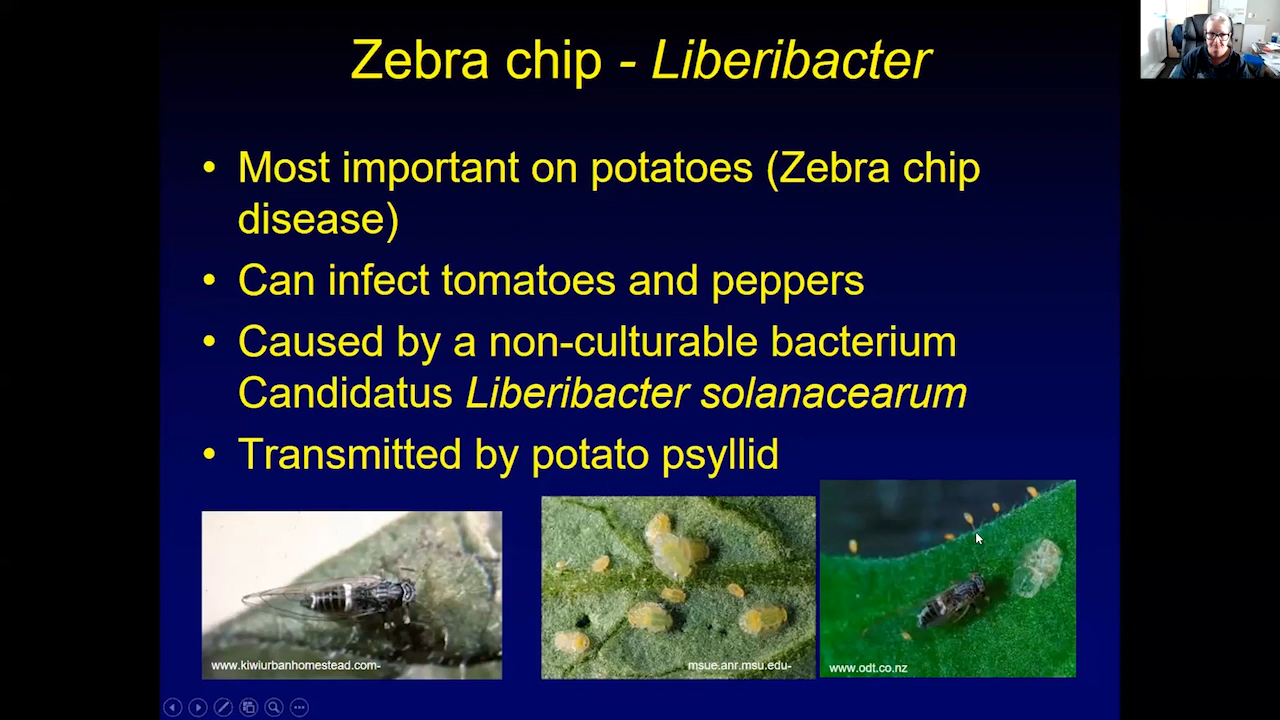 Zebra chip - Liberibacter
• Most important on potatoes (Zebra chip
disease)
• Can infect tomatoes and peppers
• Caused by a non-culturable bacterium
Candidatus Liberibacter solanacearum
• Transmitted by potato psyllid
www.kiwiurbanhomestead.com-
msue.anr.msu.edu-
www.odt.co.nz